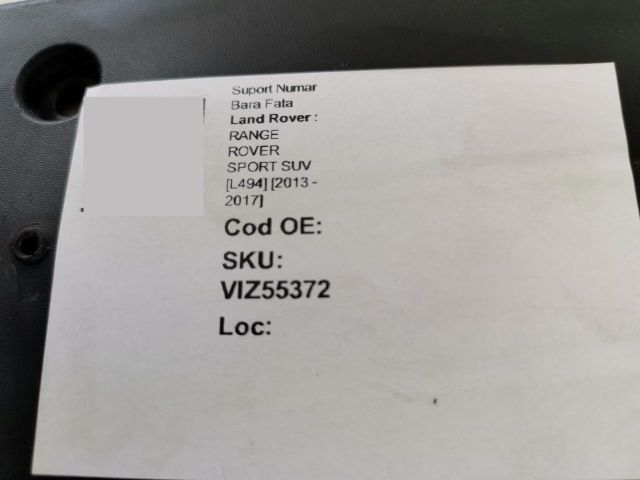 Suport Numar
Bara Fata
Land Rover :
RANGE
ROVER
SPORT SUV
[L494] [2013 -
2017]
Cod OE:
SKU:
VIZ55372
Loc: